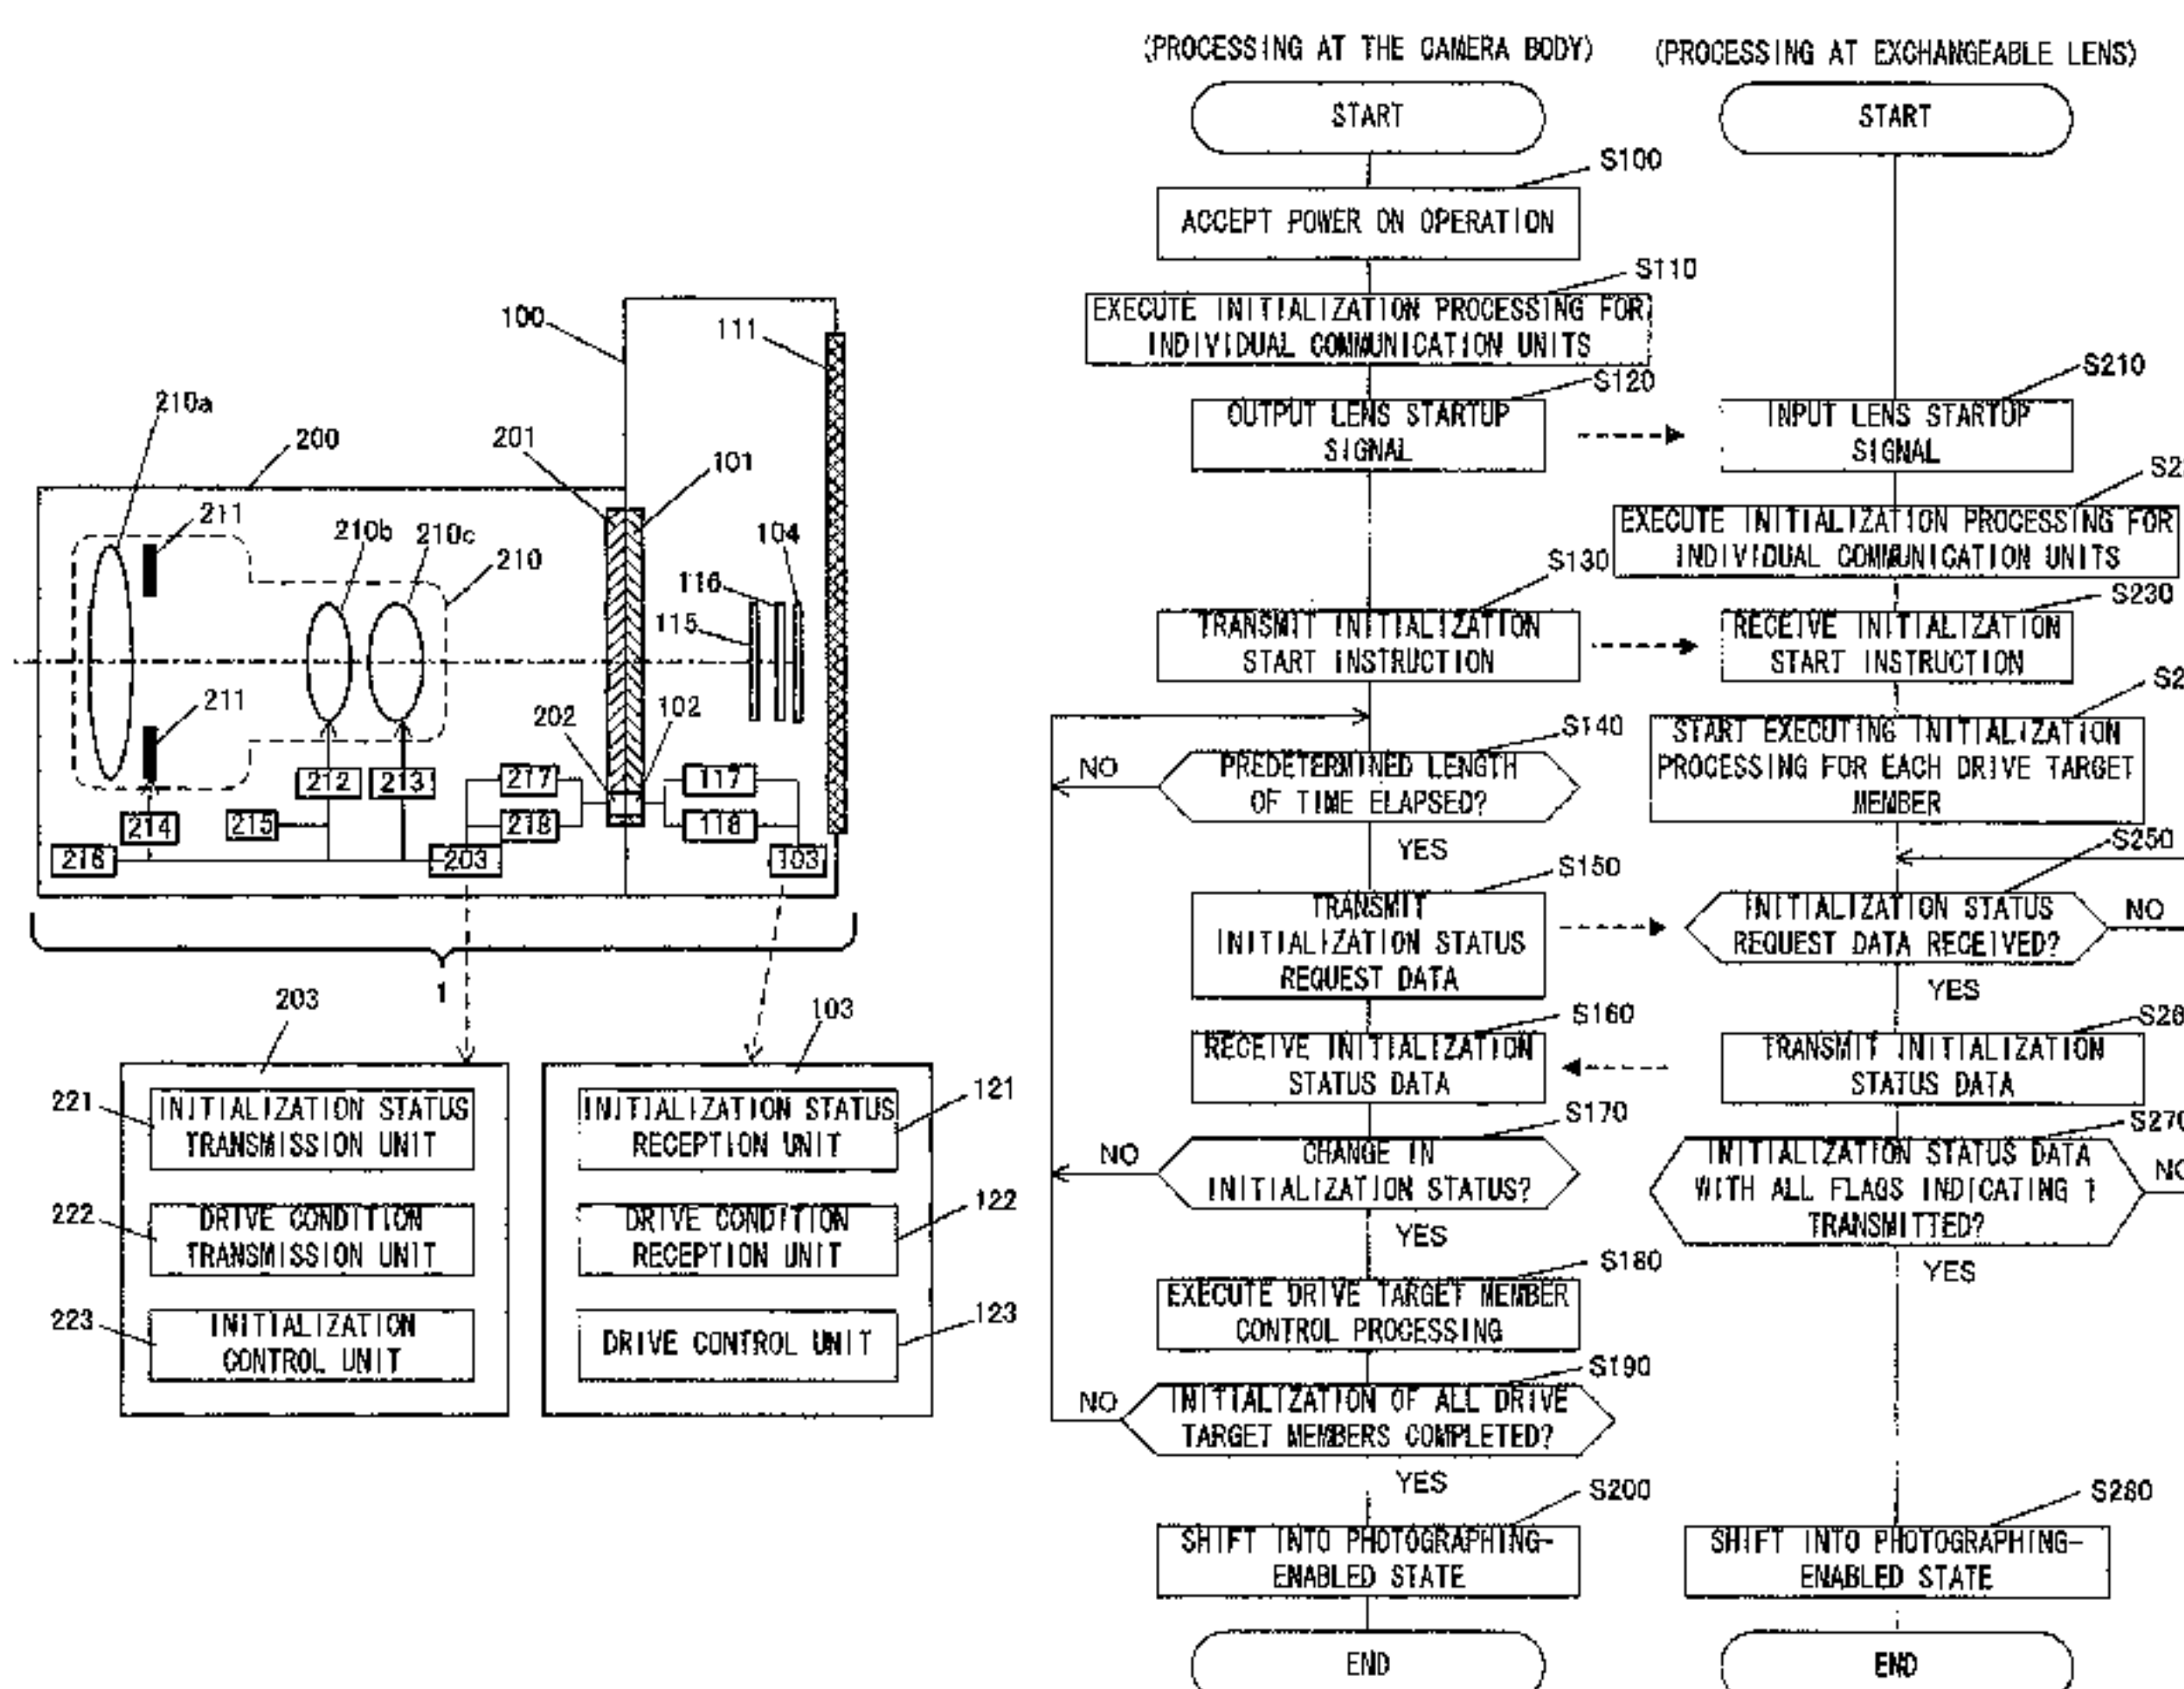 100
111
210a
200
201
101
211
210b
210c
210
104
116
115
211
202
102
212
213
217
117
214
215
218
118
216
203
103
1
203
103
INITIALIZATION STATUS
TRANSMISSION UNIT
221
DRIVE CONDITION
TRANSMISSION UNIT
222
INITIALIZATION
CONTROL UNIT
223
INITIALIZATION STATUS
RECEPTION UNIT
121
DRIVE CONDITION
RECEPTION UNIT
122
DRIVE CONTROL UNIT
123
(PROCESSING AT THE CAMERA BODY)
START
S100
ACCEPT POWER ON OPERATION
S110
EXECUTE INITIALIZATION PROCESSING FOR
INDIVIDUAL COMMUNICATION UNITS
S120
OUTPUT LENS STARTUP
SIGNAL
S130
TRANSMIT INITIALIZATION
START INSTRUCTION
S140
PREDETERMINED LENGTH
OF TIME ELAPSED?
NO
YES
S150
TRANSMIT
INITIALIZATION STATUS
REQUEST DATA
S160
RECEIVE INITIALIZATION
STATUS DATA
S170
CHANGE IN
INITIALIZATION STATUS?
NO
YES
S180
EXECUTE DRIVE TARGET MEMBER
CONTROL PROCESSING
S190
INITIALIZATION OF ALL DRIVE
TARGET MEMBERS COMPLETED?
NO
YES
S200
SHIFT INTO PHOTOGRAPHING-
ENABLED STATE
END
(PROCESSING AT EXCHANGEABLE LENS)
START
S210
INPUT LENS STARTUP
SIGNAL
EXECUTE INITIALIZATION PROCESSING FOR
INDIVIDUAL COMMUNICATION UNITS
S230
RECEIVE INITIALIZATION
START INSTRUCTION
START EXECUTING INITIALIZATION
PROCESSING FOR EACH DRIVE TARGET
MEMBER
S250
INITIALIZATION STATUS
REQUEST DATA RECEIVED?
NO
YES
TRANSMIT INITIALIZATION
STATUS DATA
S270
INITIALIZATION STATUS DATA
WITH ALL FLAGS INDICATING 1
TRANSMITTED?
NO
YES
S280
SHIFT INTO PHOTOGRAPHING-
ENABLED STATE
END